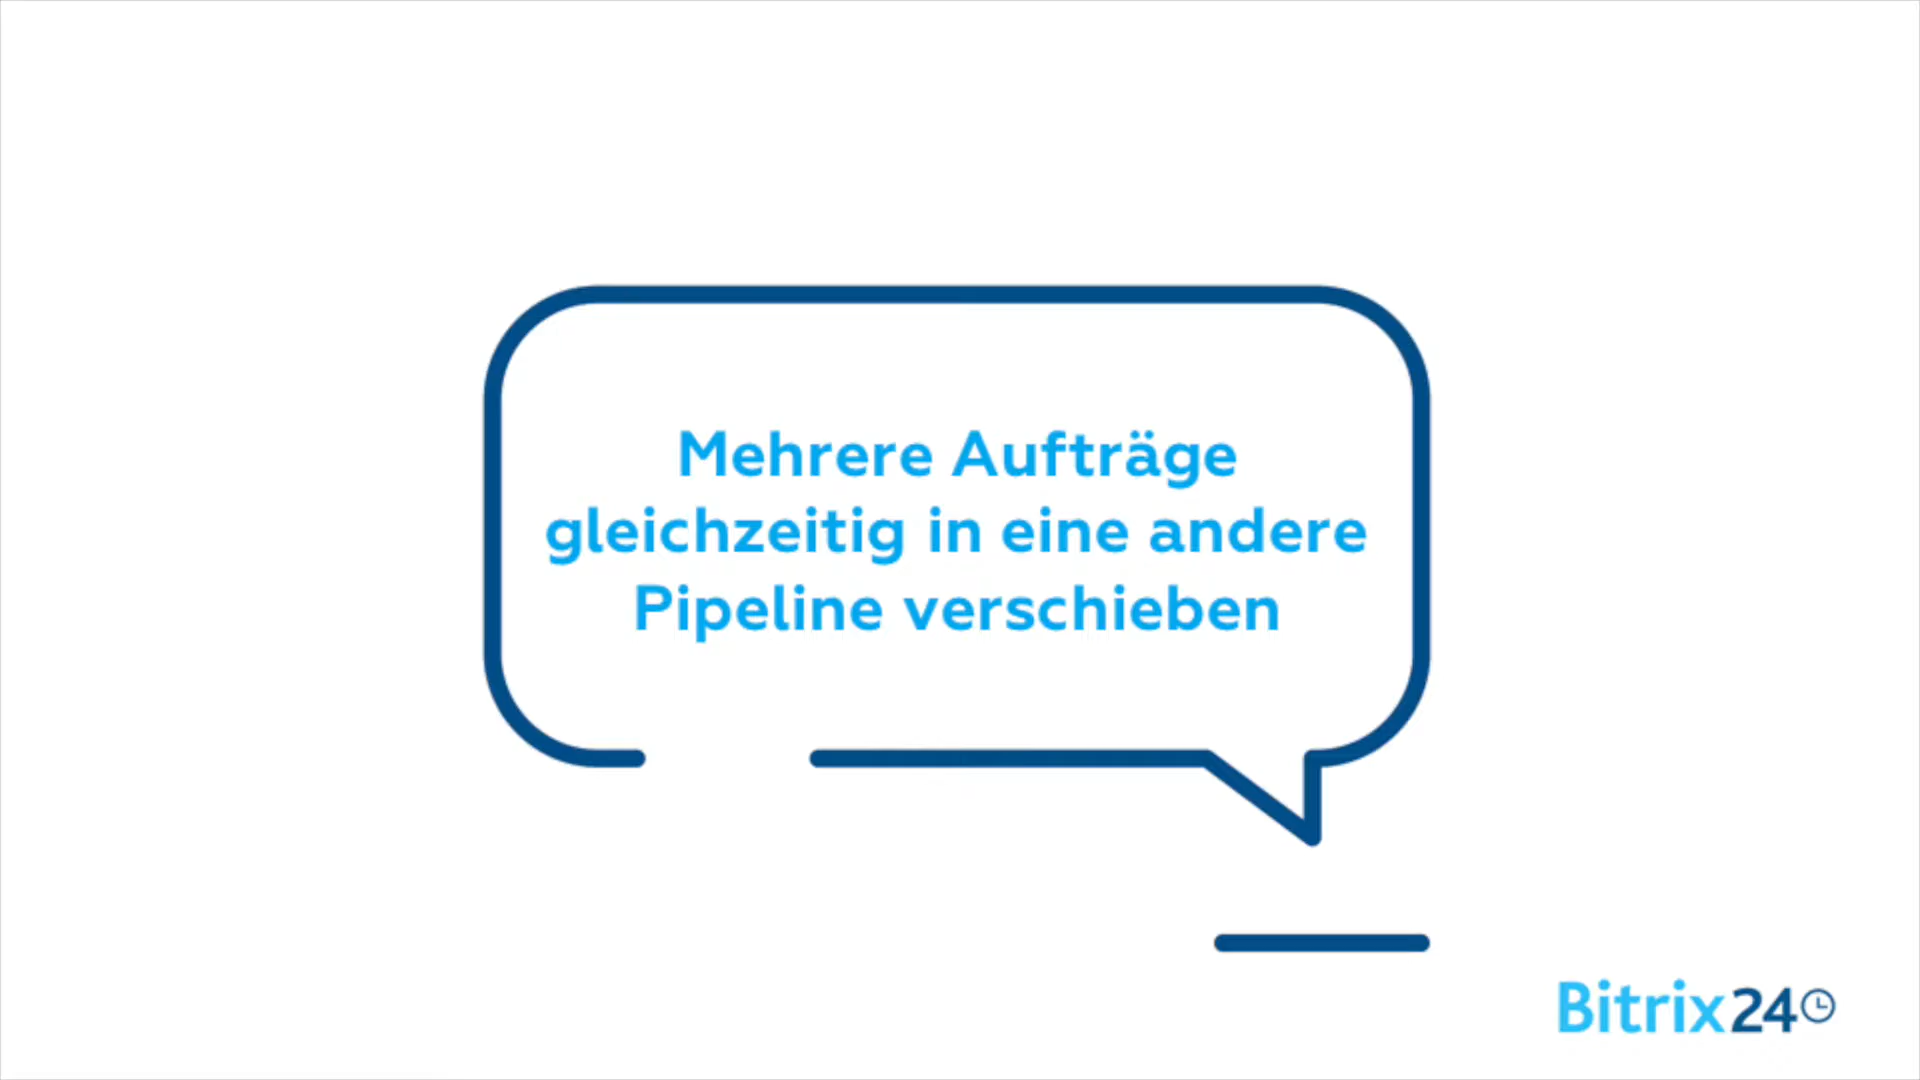 Mehrere Aufträge
gleichzeitig in eine andere
Pipeline verschieben
Bitrix24